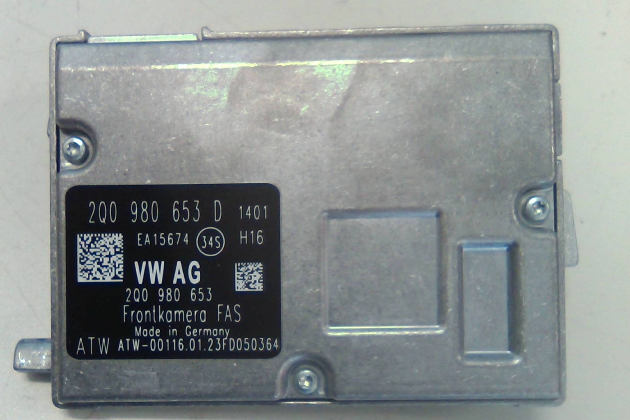 2Q0 980 653 D 1401
EA15674 34S H16
VW AG
2Q0 980 653
Frontkamera FAS
Made in Germany
ATW ATW-00116.01.23FD050364